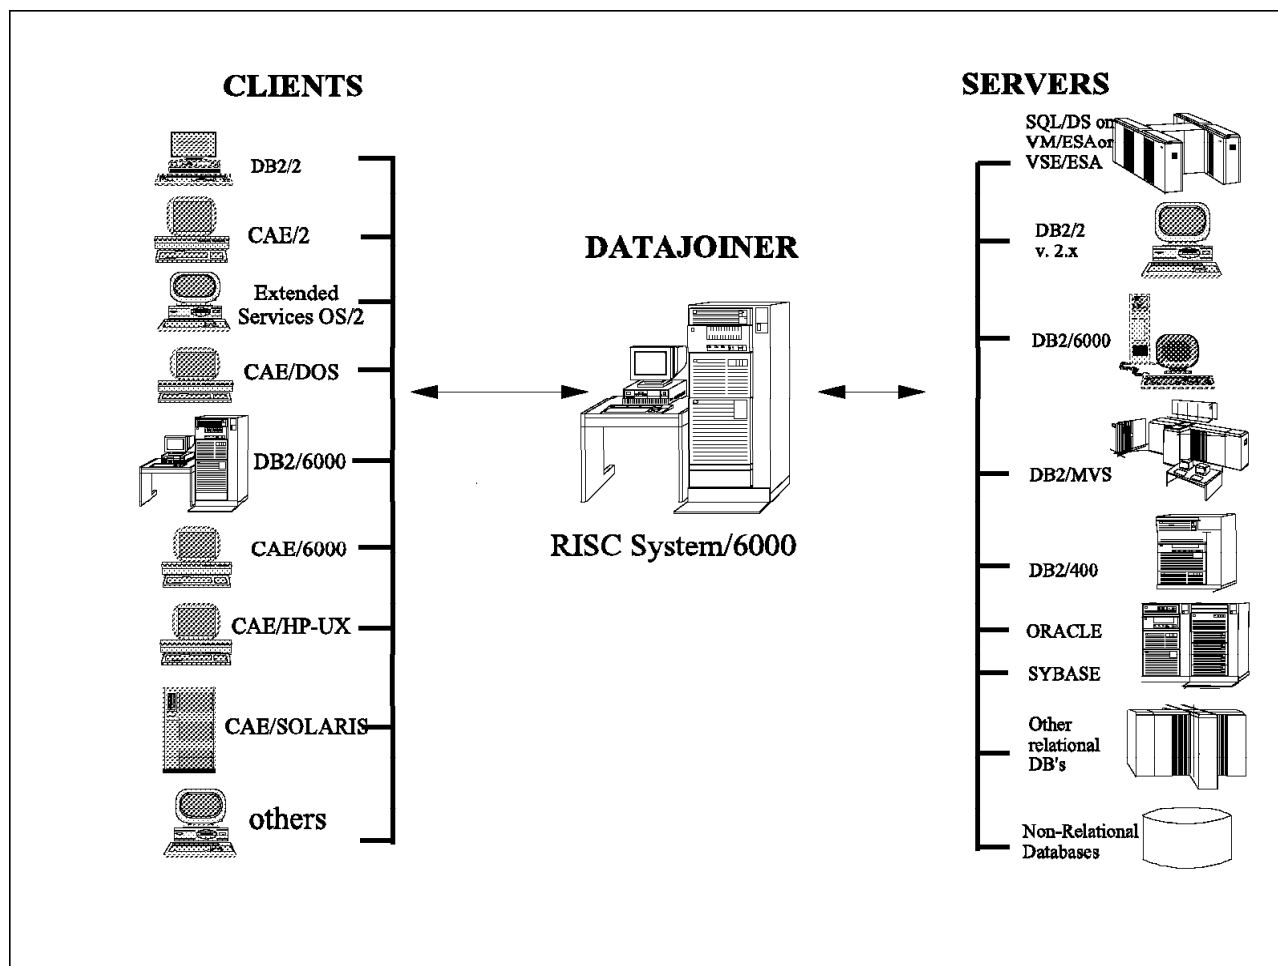 CLIENTS
DB2/2
CAE/2
Extended
Services OS/2
CAE/DOS
DB2/6000
CAE/6000
CAE/HP-UX
CAE/SOLARIS
others
DATAJOINER
RISC System/6000
SERVERS
SQL/DS on
VM/ESA or
VSE/ESA
DB2/2
v. 2.x
DB2/6000
DB2/MVS
DB2/400
ORACLE
SYBASE
Other
relational
DB's
Non-Relational
Databases